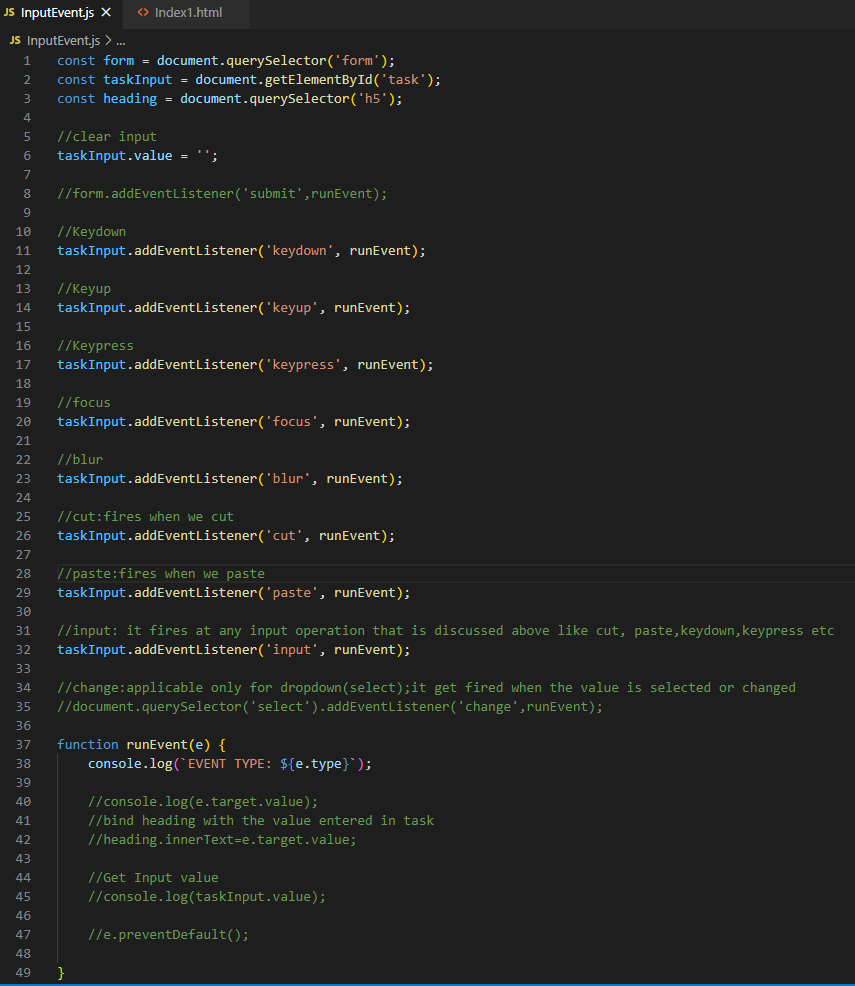 JS InputEvent.js × <> Index1.html
JS InputEvent.js > ...
1 const form = document.querySelector('form');
2 const taskInput = document.getElementById('task');
3 const heading = document.querySelector('h5');
4
5 //clear input
6 taskInput.value = '';
7
8 //form.addEventListener('submit',runEvent);
9
10 //Keydown
11 taskInput.addEventListener('keydown', runEvent);
12
13 //Keyup
14 taskInput.addEventListener('keyup', runEvent);
15
16 //Keypress
17 taskInput.addEventListener('keypress', runEvent);
18
19 //focus
20 taskInput.addEventListener('focus', runEvent);
21
22 //blur
23 taskInput.addEventListener('blur', runEvent);
24
25 //cut:fires when we cut
26 taskInput.addEventListener('cut', runEvent);
27
28 //paste:fires when we paste
29 taskInput.addEventListener('paste', runEvent);
30
31 //input: it fires at any input operation that is discussed above like cut, paste,keydown,keypress etc
32 taskInput.addEventListener('input', runEvent);
33
34 //change:applicable only for dropdown(select);it get fired when the value is selected or changed
35 //document.querySelector('select').addEventListener('change',runEvent);
36
37 function runEvent(e) {
38 console.log(`EVENT TYPE: ${e.type}`);
39
40 //console.log(e.target.value);
41 //bind heading with the value entered in task
42 //heading.innerText=e.target.value;
43
44 //Get Input value
45 //console.log(taskInput.value);
46
47 //e.preventDefault();
48
49 }